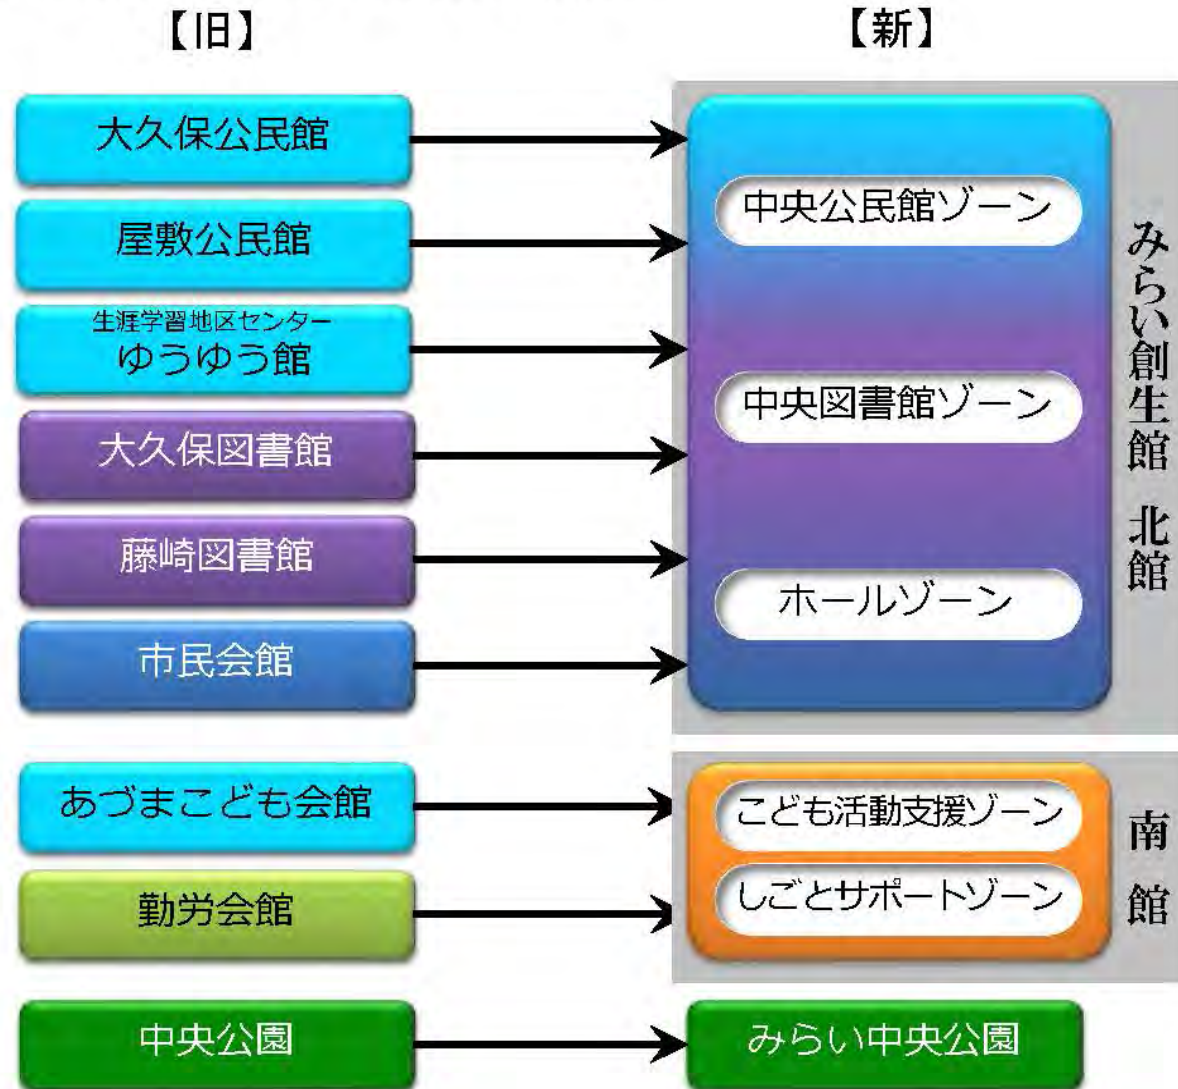 【旧】
【新】
大久保公民館
屋敷公民館
生涯学習地区センター
ゆうゆう館
大久保図書館
藤崎図書館
市民会館
中央公民館ゾーン
中央図書館ゾーン
ホールゾーン
みらい創生館 北館
あづまこども会館
勤労会館
こども活動支援ゾーン
しごとサポートゾーン
南館
中央公園
みらい中央公園